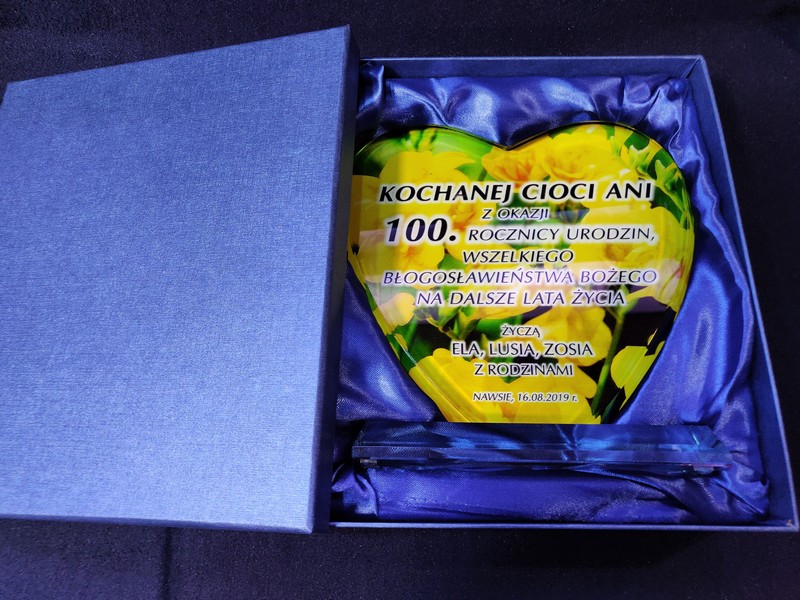 KOCHANEJ CIOCI ANI
Z OKAZJI
100. ROCZNICY URODZIN,
WSZELKIEGO
BŁOGOSŁAWIEŃSTWA BOŻEGO
NA DALSZE LATA ŻYCIA
ŻYCZĄ
ELA, LUSIA, ZOSIA
Z RODZINAMI
NAWSIE, 16.08.2019 r.